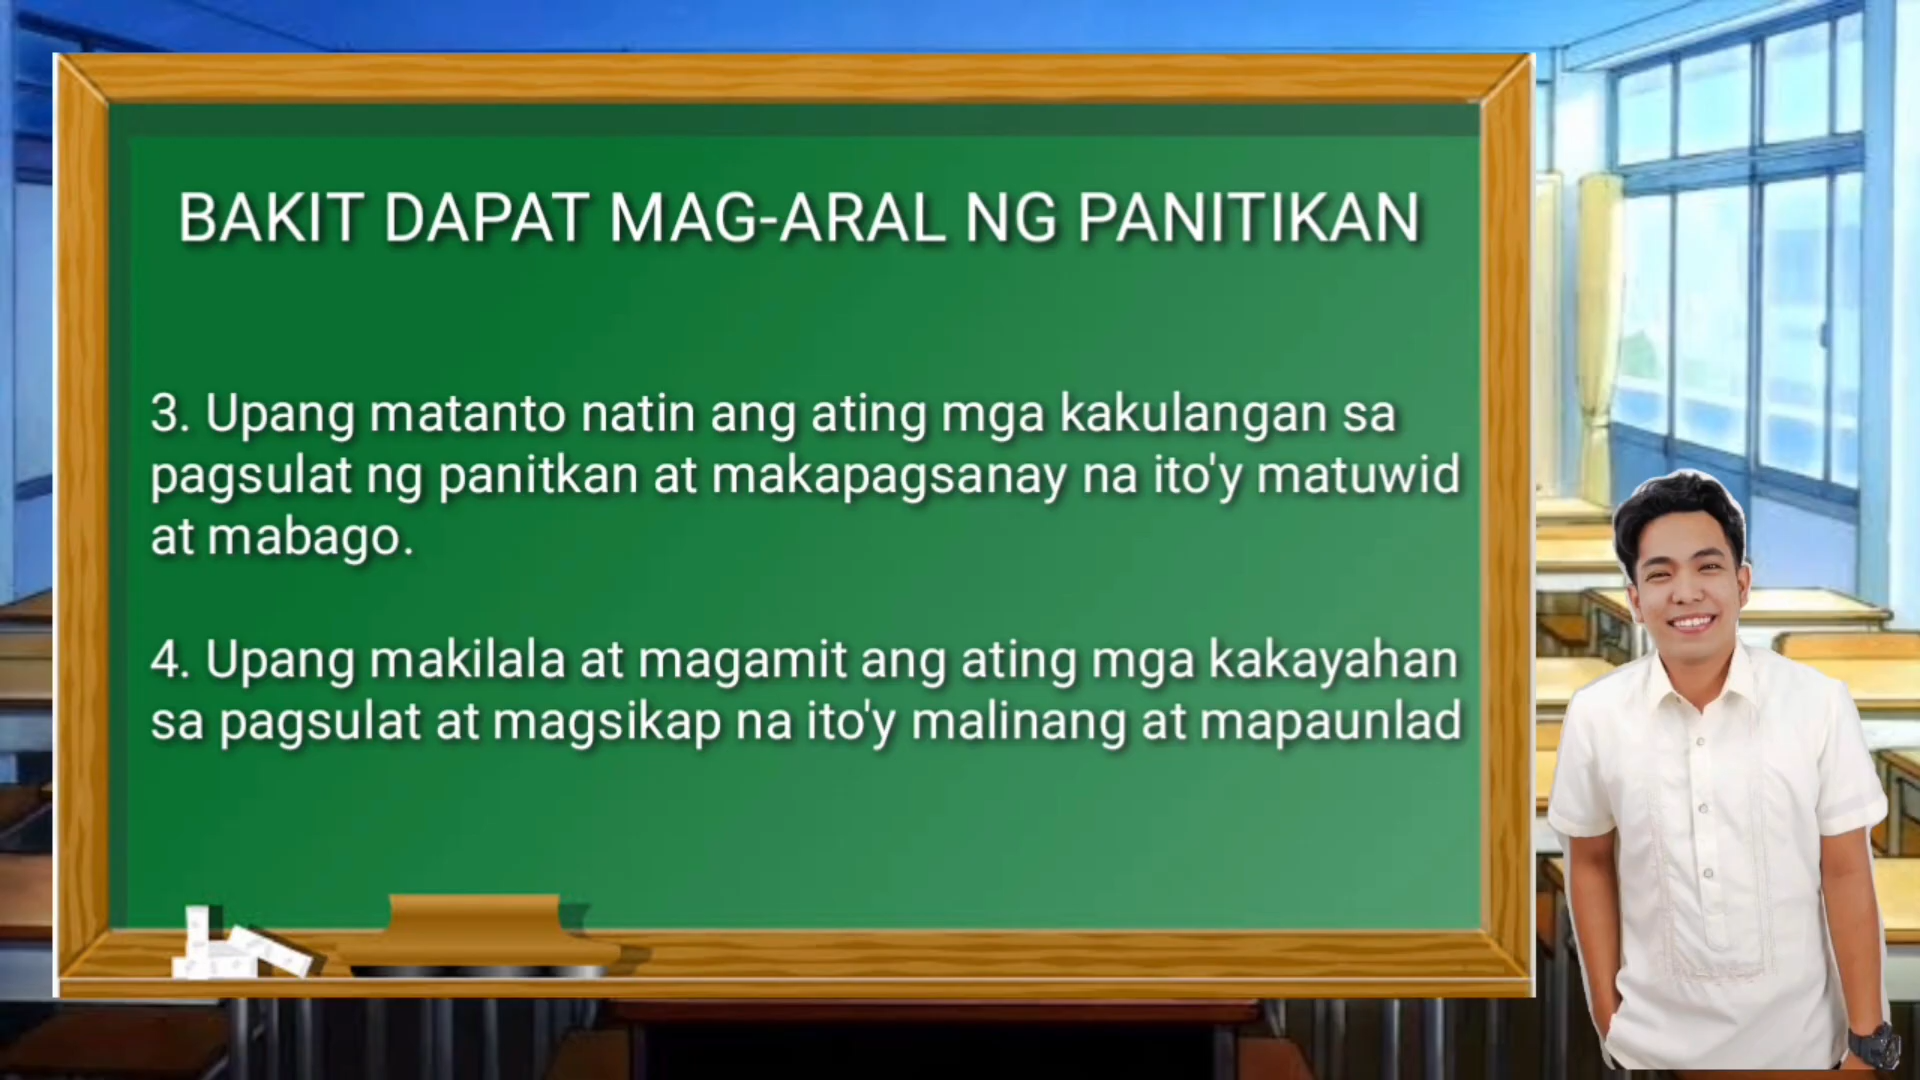 BAKIT DAPAT MAG-ARAL NG PANITIKAN
3. Upang matanto natin ang ating mga kakulangan sa
pagsulat ng panitkan at makapagsanay na ito'y matuwid
at mabago.
4. Upang makilala at magamit ang ating mga kakayahan
sa pagsulat at magsikap na ito'y malinang at mapaunlad